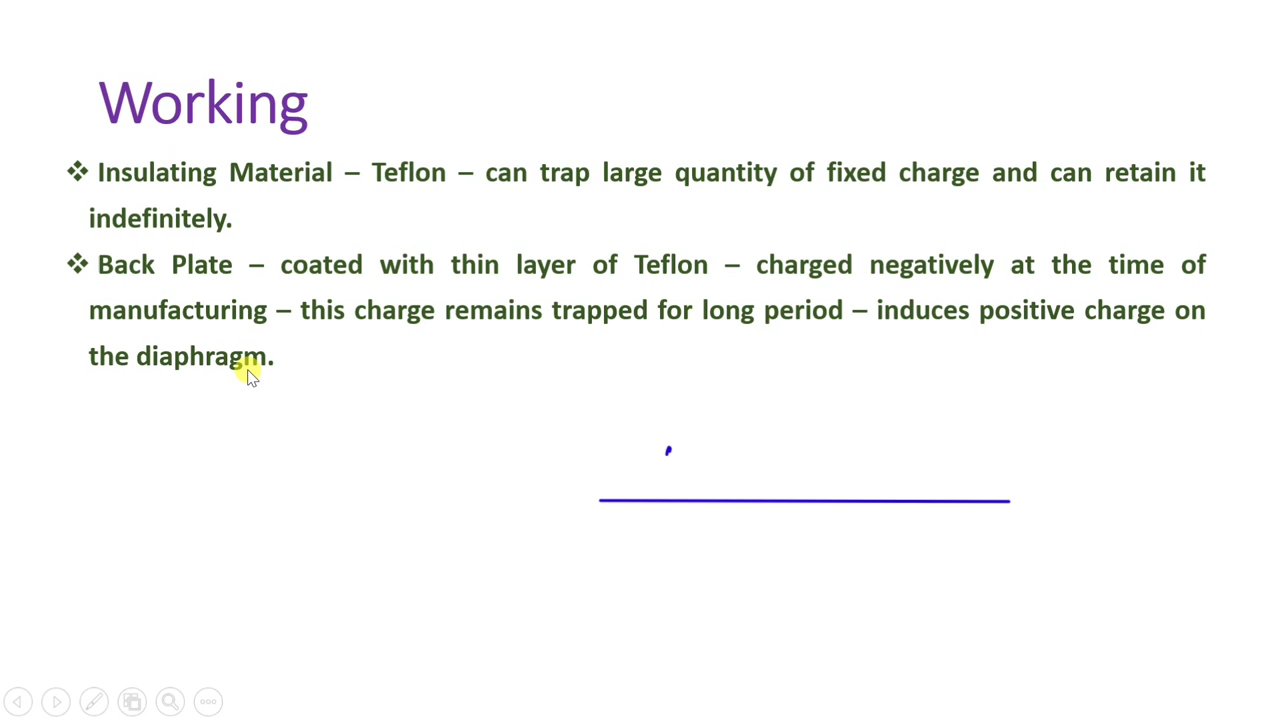 Working
❖ Insulating Material – Teflon – can trap large quantity of fixed charge and can retain it
indefinitely.
❖ Back Plate – coated with thin layer of Teflon – charged negatively at the time of
manufacturing – this charge remains trapped for long period – induces positive charge on
the diaphragm.